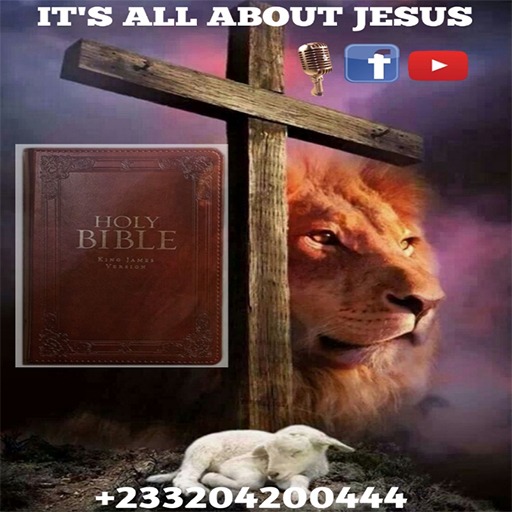 IT'S ALL ABOUT JESUS
f
HOLY
BIBLE
KING JAMES
VERSION
+233204200444